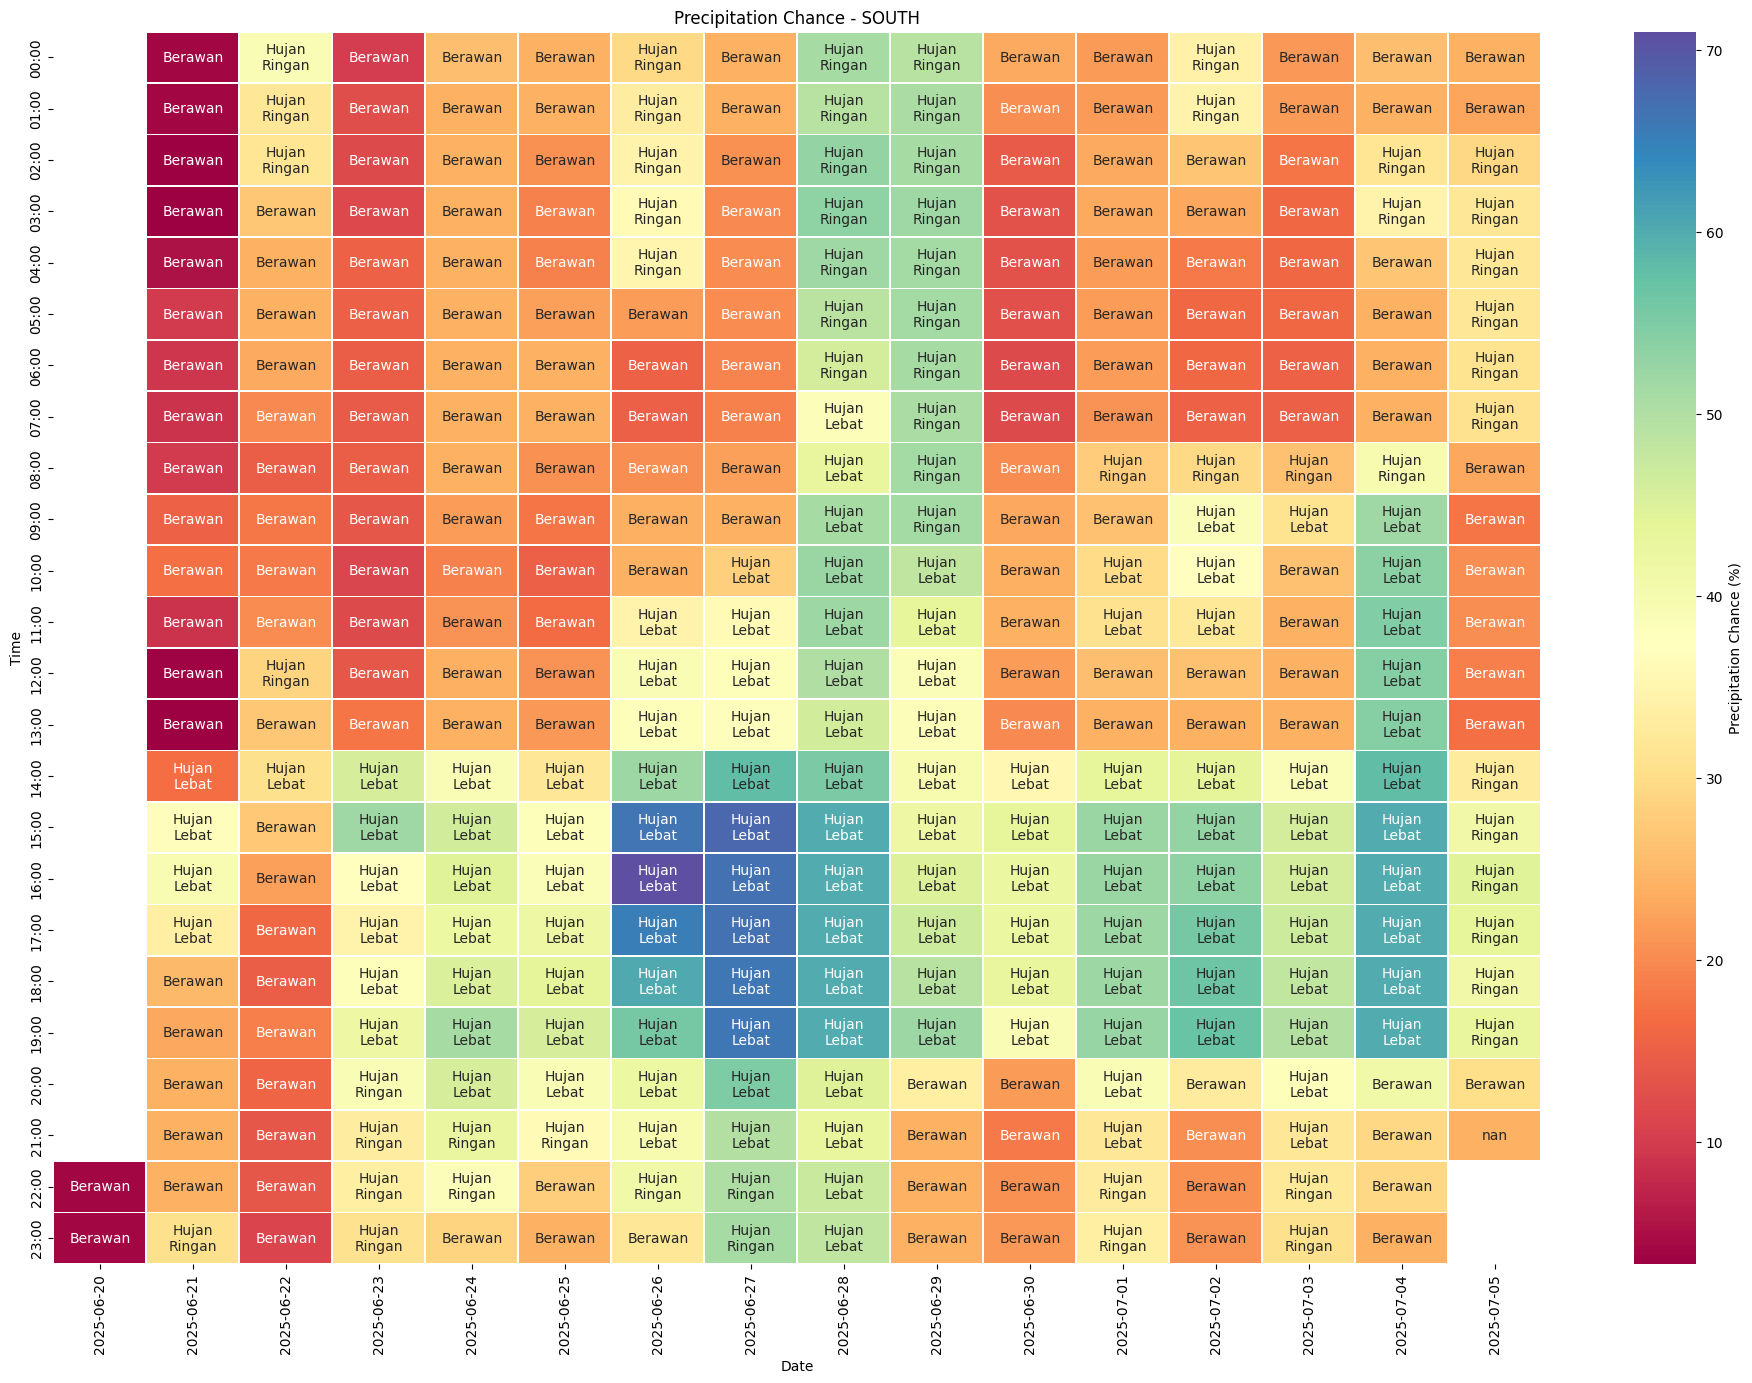 Precipitation Chance - SOUTH
00:00 Berawan Hujan Ringan Berawan Berawan Berawan Hujan Ringan Berawan Hujan Ringan Hujan Ringan Berawan Berawan Hujan Ringan Berawan Berawan Berawan
01:00 Berawan Hujan Ringan Berawan Berawan Berawan Hujan Ringan Berawan Hujan Ringan Hujan Ringan Berawan Berawan Hujan Ringan Berawan Berawan Berawan
02:00 Berawan Hujan Ringan Berawan Berawan Berawan Hujan Ringan Berawan Hujan Ringan Hujan Ringan Berawan Berawan Berawan Berawan Hujan Ringan Hujan Ringan
03:00 Berawan Berawan Berawan Berawan Berawan Hujan Ringan Berawan Hujan Ringan Hujan Ringan Berawan Berawan Berawan Berawan Hujan Ringan Hujan Ringan
04:00 Berawan Berawan Berawan Berawan Berawan Hujan Ringan Berawan Hujan Ringan Hujan Ringan Berawan Berawan Berawan Berawan Berawan Hujan Ringan
05:00 Berawan Berawan Berawan Berawan Berawan Berawan Berawan Hujan Ringan Hujan Ringan Berawan Berawan Berawan Berawan Berawan Hujan Ringan
06:00 Berawan Berawan Berawan Berawan Berawan Berawan Berawan Hujan Ringan Hujan Ringan Berawan Berawan Berawan Berawan Berawan Hujan Ringan
07:00 Berawan Berawan Berawan Berawan Berawan Berawan Berawan Hujan Lebat Hujan Ringan Berawan Berawan Berawan Berawan Berawan Hujan Ringan
08:00 Berawan Berawan Berawan Berawan Berawan Berawan Berawan Hujan Lebat Hujan Ringan Berawan Hujan Ringan Hujan Ringan Hujan Ringan Hujan Ringan Berawan
09:00 Berawan Berawan Berawan Berawan Berawan Berawan Berawan Hujan Lebat Hujan Ringan Berawan Berawan Hujan Lebat Hujan Lebat Hujan Lebat Berawan
10:00 Berawan Berawan Berawan Berawan Berawan Berawan Hujan Lebat Hujan Lebat Hujan Lebat Berawan Hujan Lebat Hujan Lebat Berawan Hujan Lebat Berawan
11:00 Berawan Berawan Berawan Berawan Berawan Hujan Lebat Hujan Lebat Hujan Lebat Hujan Lebat Berawan Hujan Lebat Hujan Lebat Berawan Hujan Lebat Berawan
12:00 Berawan Hujan Ringan Berawan Berawan Berawan Hujan Lebat Hujan Lebat Hujan Lebat Hujan Lebat Berawan Berawan Berawan Berawan Hujan Lebat Berawan
13:00 Berawan Berawan Berawan Berawan Berawan Hujan Lebat Hujan Lebat Hujan Lebat Hujan Lebat Berawan Berawan Berawan Berawan Hujan Lebat Berawan
14:00 Hujan Lebat Hujan Lebat Hujan Lebat Hujan Lebat Hujan Lebat Hujan Lebat Hujan Lebat Hujan Lebat Hujan Lebat Hujan Lebat Hujan Lebat Hujan Lebat Hujan Lebat Hujan Lebat Hujan Ringan
15:00 Hujan Lebat Berawan Hujan Lebat Hujan Lebat Hujan Lebat Hujan Lebat Hujan Lebat Hujan Lebat Hujan Lebat Hujan Lebat Hujan Lebat Hujan Lebat Hujan Lebat Hujan Lebat Hujan Ringan
16:00 Hujan Lebat Berawan Hujan Lebat Hujan Lebat Hujan Lebat Hujan Lebat Hujan Lebat Hujan Lebat Hujan Lebat Hujan Lebat Hujan Lebat Hujan Lebat Hujan Lebat Hujan Lebat Hujan Ringan
17:00 Hujan Lebat Berawan Hujan Lebat Hujan Lebat Hujan Lebat Hujan Lebat Hujan Lebat Hujan Lebat Hujan Lebat Hujan Lebat Hujan Lebat Hujan Lebat Hujan Lebat Hujan Lebat Hujan Ringan
18:00 Berawan Berawan Hujan Lebat Hujan Lebat Hujan Lebat Hujan Lebat Hujan Lebat Hujan Lebat Hujan Lebat Hujan Lebat Hujan Lebat Hujan Lebat Hujan Lebat Hujan Lebat Hujan Ringan
19:00 Berawan Berawan Hujan Lebat Hujan Lebat Hujan Lebat Hujan Lebat Hujan Lebat Hujan Lebat Hujan Lebat Hujan Lebat Hujan Lebat Hujan Lebat Hujan Lebat Hujan Lebat Hujan Ringan
20:00 Berawan Berawan Hujan Ringan Hujan Lebat Hujan Lebat Hujan Lebat Hujan Lebat Hujan Lebat Berawan Berawan Hujan Lebat Berawan Hujan Lebat Berawan Berawan
21:00 Berawan Berawan Hujan Ringan Hujan Ringan Hujan Ringan Hujan Lebat Hujan Lebat Hujan Lebat Berawan Berawan Hujan Lebat Berawan Hujan Lebat Berawan nan
22:00 Berawan Berawan Berawan Hujan Ringan Hujan Ringan Berawan Hujan Ringan Hujan Ringan Hujan Lebat Berawan Berawan Hujan Ringan Berawan Hujan Ringan Berawan
23:00 Berawan Hujan Ringan Berawan Hujan Ringan Berawan Berawan Berawan Hujan Ringan Hujan Lebat Berawan Berawan Hujan Ringan Berawan Hujan Ringan Berawan
Time
2025-06-20 2025-06-21 2025-06-22 2025-06-23 2025-06-24 2025-06-25 2025-06-26 2025-06-27 2025-06-28 2025-06-29 2025-06-30 2025-07-01 2025-07-02 2025-07-03 2025-07-04 2025-07-05
Date
70
60
50
40
30
20
10
Precipitation Chance (%)